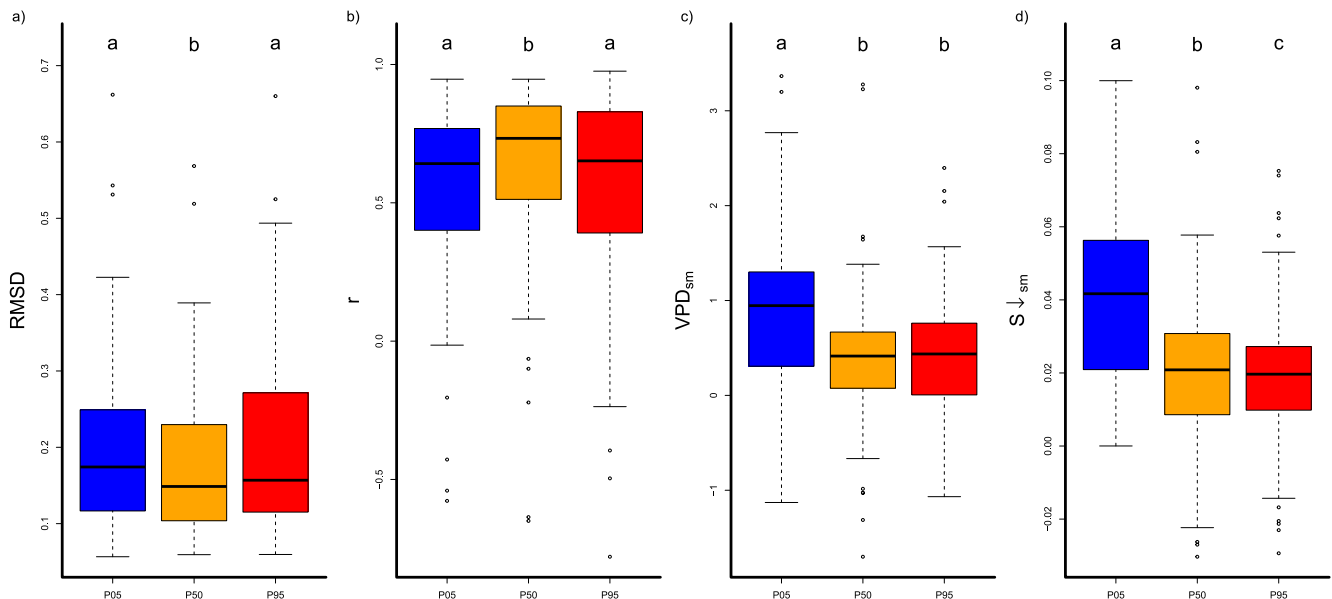 a)
a b a
RMSD
0.7
0.6
0.5
0.4
0.3
0.2
0.1
P05 P50 P95
b)
a b a
r
1.0
0.5
0.0
−0.5
P05 P50 P95
c)
a b b
VPDsm
3
2
1
0
−1
P05 P50 P95
d)
a b c
S↓sm
0.10
0.08
0.06
0.04
0.02
0.00
−0.02
P05 P50 P95